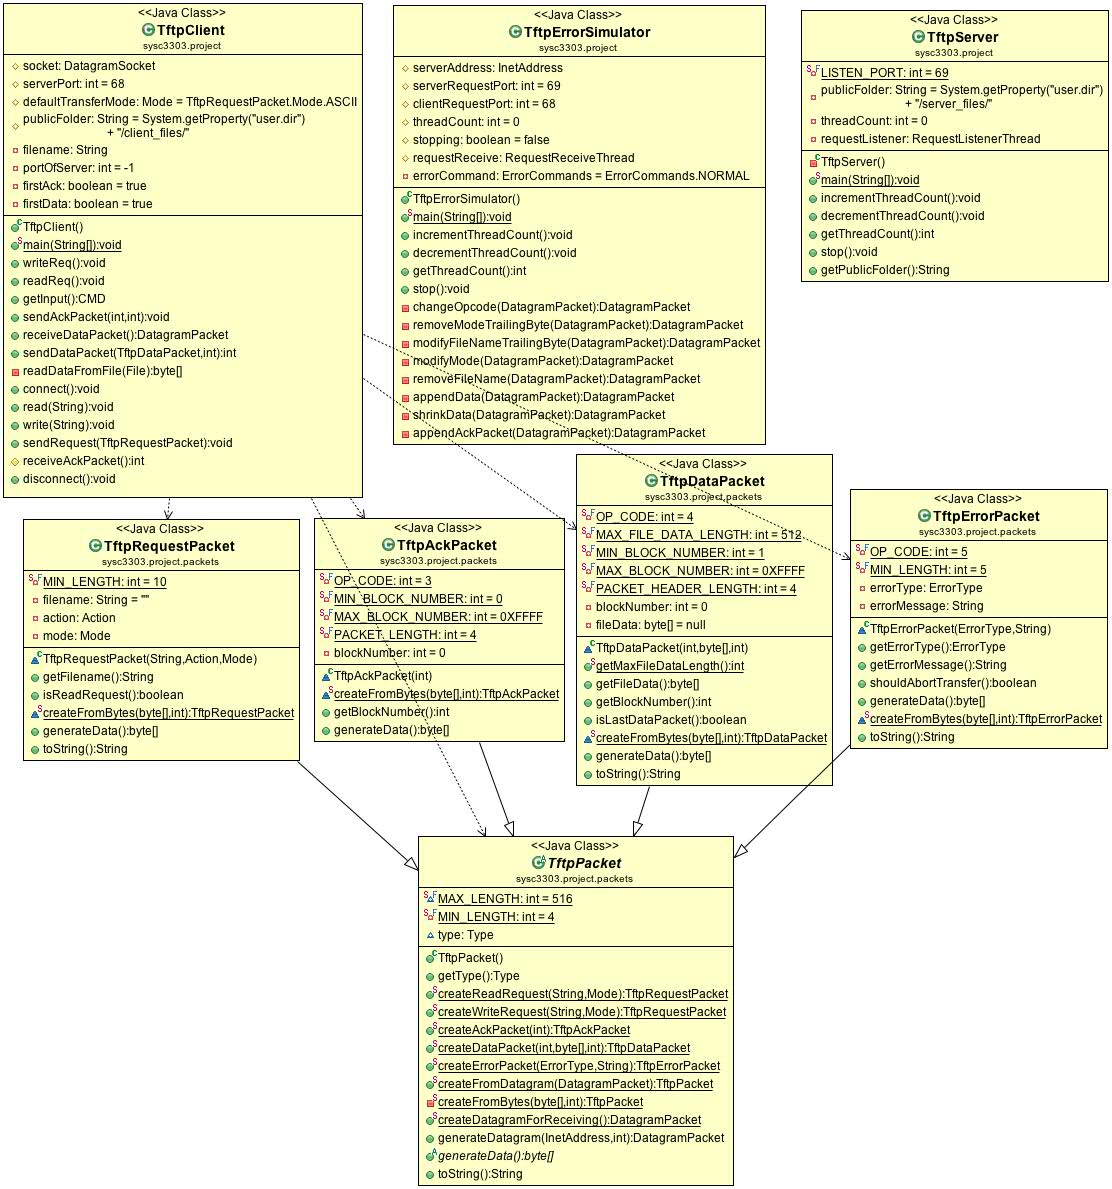 <<Java Class>>
TftpClient
sysc3303.project
socket: DatagramSocket
serverPort: int = 68
defaultTransferMode: Mode = TftpRequestPacket.Mode.ASCII
publicFolder: String = System.getProperty("user.dir")
+ "/client_files/"
filename: String
portOfServer: int = -1
firstAck: boolean = true
firstData: boolean = true
TftpClient()
main(String[]):void
writeReq():void
readReq():void
getInput():CMD
sendAckPacket(int,int):void
receiveDataPacket():DatagramPacket
sendDataPacket(TftpDataPacket,int):int
readDataFromFile(File):byte[]
connect():void
read(String):void
write(String):void
sendRequest(TftpRequestPacket):void
receiveAckPacket():int
disconnect():void
<<Java Class>>
TftpErrorSimulator
sysc3303.project
serverAddress: InetAddress
serverRequestPort: int = 69
clientRequestPort: int = 68
threadCount: int = 0
stopping: boolean = false
requestReceive: RequestReceiveThread
errorCommand: ErrorCommands = ErrorCommands.NORMAL
TftpErrorSimulator()
main(String[]):void
incrementThreadCount():void
decrementThreadCount():void
getThreadCount():int
stop():void
changeOpcode(DatagramPacket):DatagramPacket
removeModeTrailingByte(DatagramPacket):DatagramPacket
modifyFileNameTrailingByte(DatagramPacket):DatagramPacket
modifyMode(DatagramPacket):DatagramPacket
removeFileName(DatagramPacket):DatagramPacket
appendData(DatagramPacket):DatagramPacket
shrinkData(DatagramPacket):DatagramPacket
appendAckPacket(DatagramPacket):DatagramPacket
<<Java Class>>
TftpServer
sysc3303.project
LISTEN_PORT: int = 69
publicFolder: String = System.getProperty("user.dir")
+ "/server_files/"
threadCount: int = 0
requestListener: RequestListenerThread
TftpServer()
main(String[]):void
incrementThreadCount():void
decrementThreadCount():void
getThreadCount():int
stop():void
getPublicFolder():String
<<Java Class>>
TftpRequestPacket
sysc3303.project.packets
MIN_LENGTH: int = 10
filename: String = ""
action: Action
mode: Mode
TftpRequestPacket(String,Action,Mode)
getFilename():String
isReadRequest():boolean
createFromBytes(byte[],int):TftpRequestPacket
generateData():byte[]
toString():String
<<Java Class>>
TftpAckPacket
sysc3303.project.packets
OP_CODE: int = 3
MIN_BLOCK_NUMBER: int = 0
MAX_BLOCK_NUMBER: int = 0XFFFF
PACKET_LENGTH: int = 4
blockNumber: int = 0
TftpAckPacket(int)
createFromBytes(byte[],int):TftpAckPacket
getBlockNumber():int
generateData():byte[]
<<Java Class>>
TftpDataPacket
sysc3303.project.packets
OP_CODE: int = 4
MAX_FILE_DATA_LENGTH: int = 512
MIN_BLOCK_NUMBER: int = 1
MAX_BLOCK_NUMBER: int = 0XFFFF
PACKET_HEADER_LENGTH: int = 4
blockNumber: int = 0
fileData: byte[] = null
TftpDataPacket(int,byte[],int)
getMaxFileDataLength():int
getFileData():byte[]
getBlockNumber():int
isLastDataPacket():boolean
createFromBytes(byte[],int):TftpDataPacket
generateData():byte[]
toString():String
<<Java Class>>
TftpErrorPacket
sysc3303.project.packets
OP_CODE: int = 5
MIN_LENGTH: int = 5
errorType: ErrorType
errorMessage: String
TftpErrorPacket(ErrorType,String)
getErrorType():ErrorType
getErrorMessage():String
shouldAbortTransfer():boolean
generateData():byte[]
createFromBytes(byte[],int):TftpErrorPacket
toString():String
<<Java Class>>
TftpPacket
sysc3303.project.packets
MAX_LENGTH: int = 516
MIN_LENGTH: int = 4
type: Type
TftpPacket()
getType():Type
createReadRequest(String,Mode):TftpRequestPacket
createWriteRequest(String,Mode):TftpRequestPacket
createAckPacket(int):TftpAckPacket
createDataPacket(int,byte[],int):TftpDataPacket
createErrorPacket(ErrorType,String):TftpErrorPacket
createFromDatagram(DatagramPacket):TftpPacket
createFromBytes(byte[],int):TftpPacket
createDatagramForReceiving():DatagramPacket
generateDatagram(InetAddress,int):DatagramPacket
generateData():byte[]
toString():String